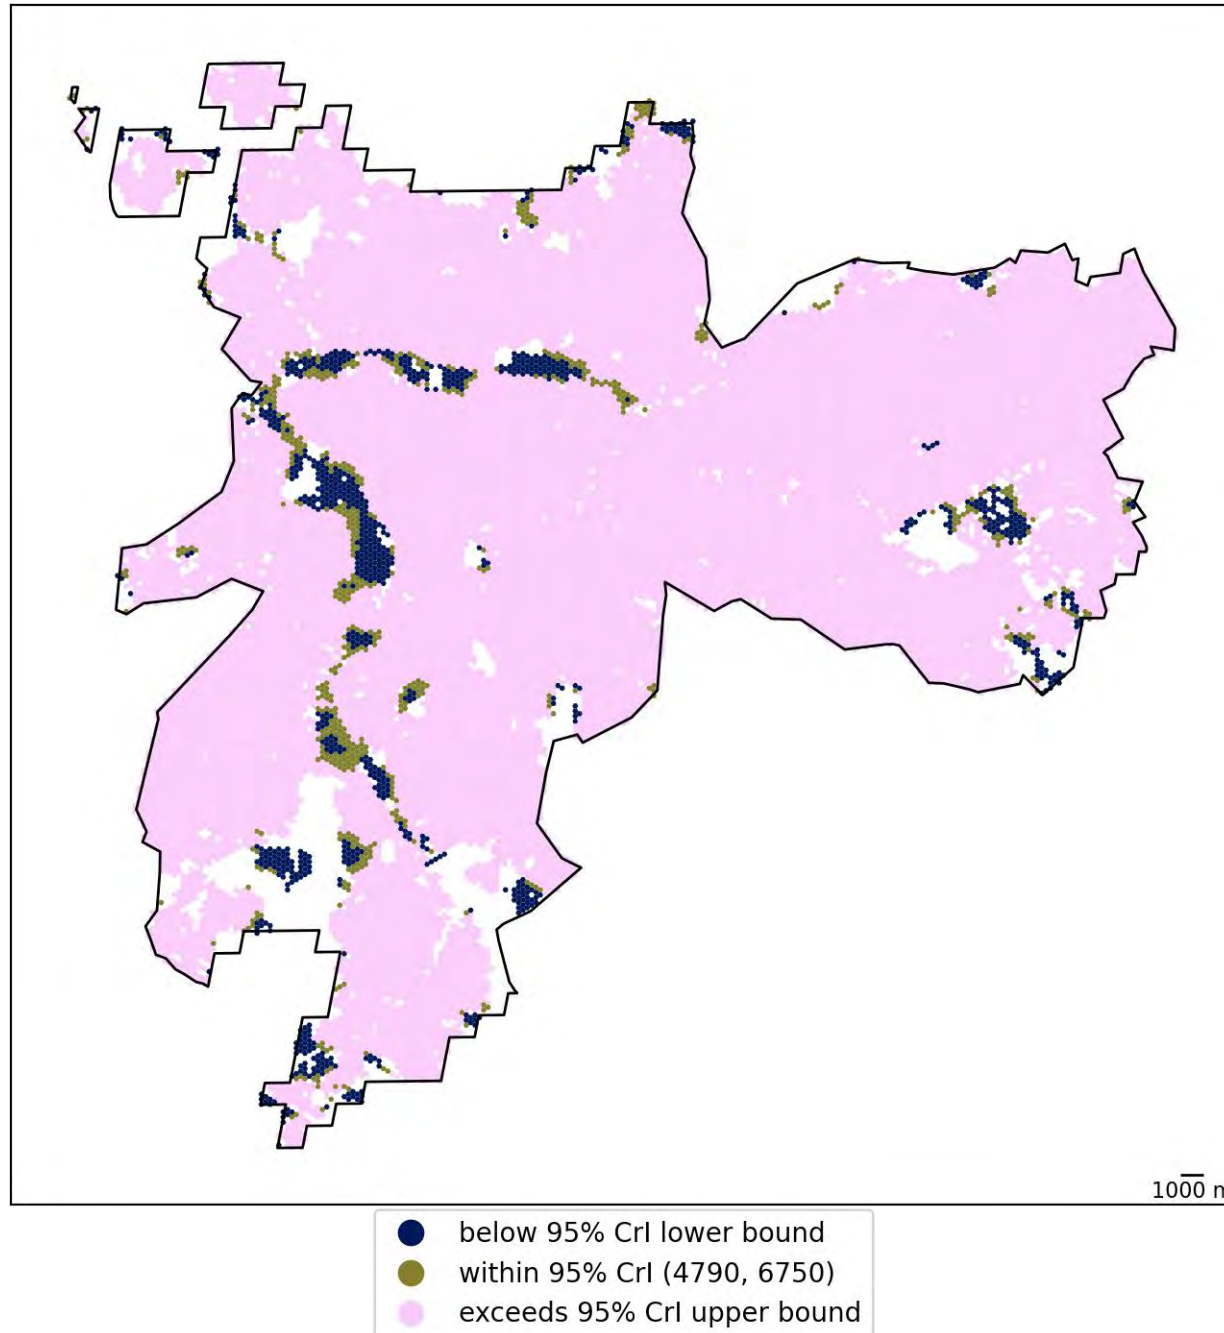 1000 m
below 95% CrI lower bound
within 95% CrI (4790, 6750)
exceeds 95% CrI upper bound